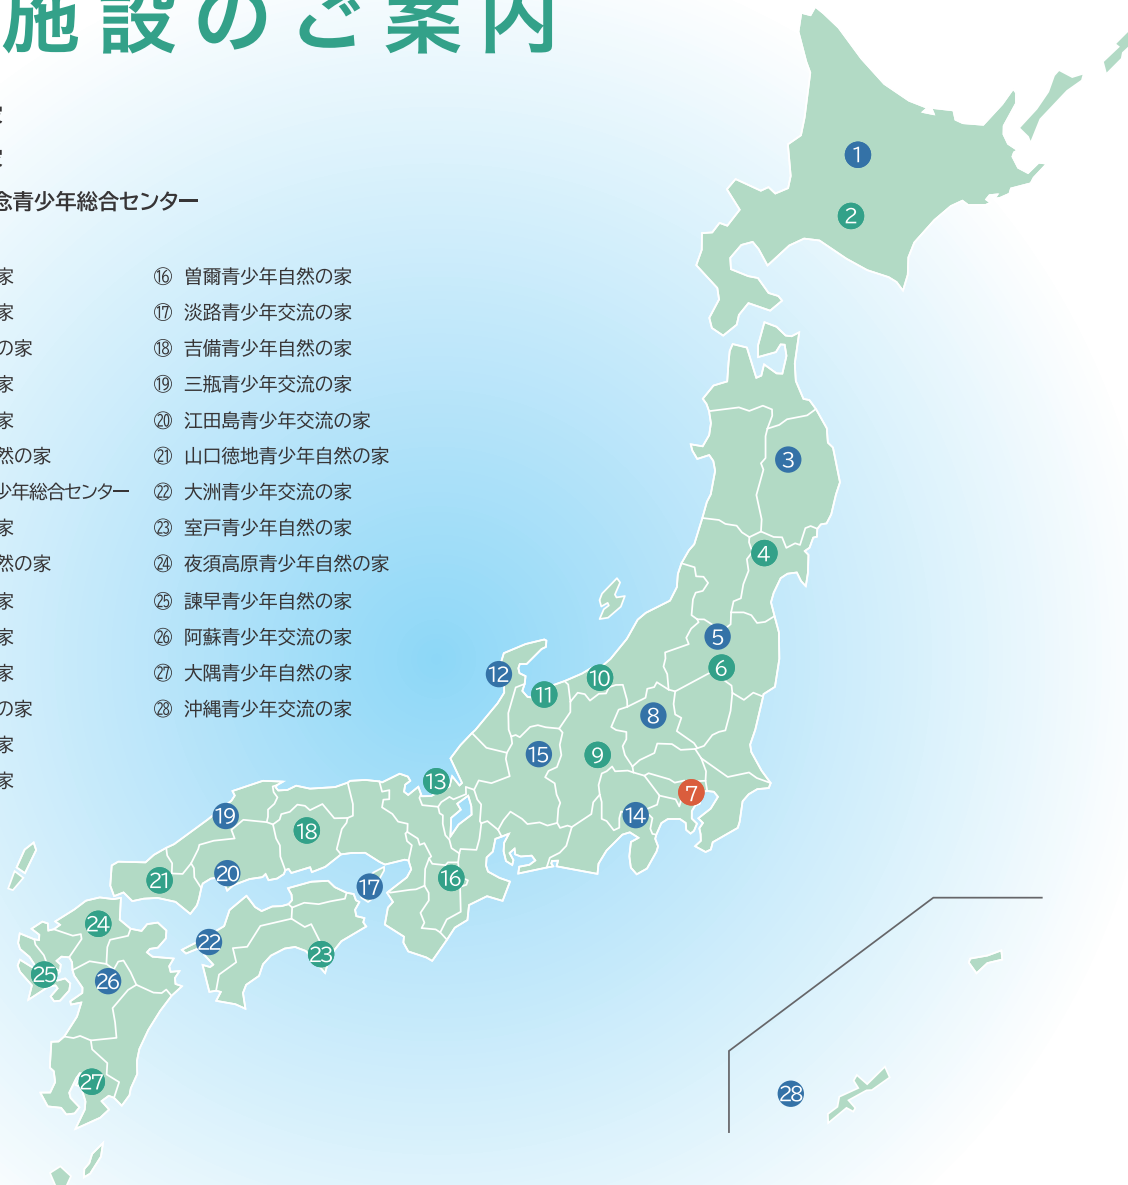 施設のご案内
家
家
念青少年総合センター
家
家
の家
家
家
然の家
少年総合センター
家
然の家
家
家
家
の家
家
家
⑯ 曽爾青少年自然の家
⑰ 淡路青少年交流の家
⑱ 吉備青少年自然の家
⑲ 三瓶青少年交流の家
⑳ 江田島青少年交流の家
㉑ 山口徳地青少年自然の家
㉒ 大洲青少年交流の家
㉓ 室戸青少年自然の家
㉔ 夜須高原青少年自然の家
㉕ 諫早青少年自然の家
㉖ 阿蘇青少年交流の家
㉗ 大隅青少年自然の家
㉘ 沖縄青少年交流の家
1
2
3
4
5
6
7
8
9
10
11
12
13
14
15
16
17
18
19
20
21
22
23
24
25
26
27
28